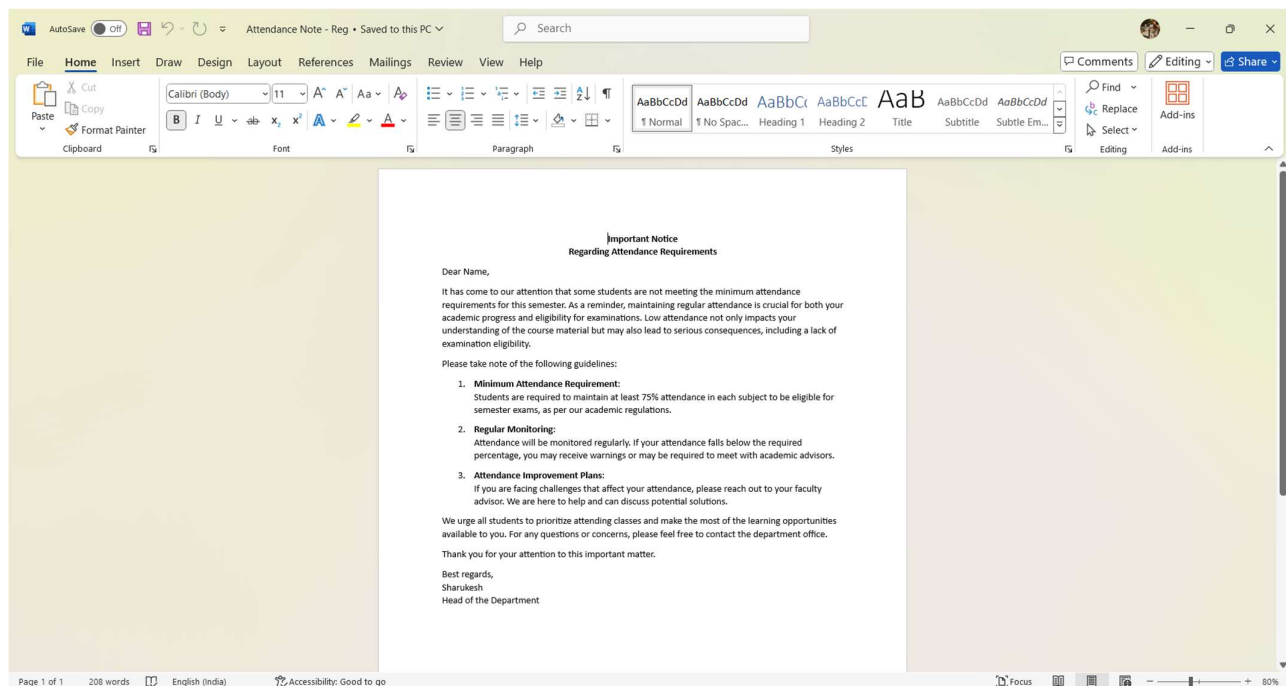 AutoSave Off Attendance Note - Reg • Saved to this PC Search
File Home Insert Draw Design Layout References Mailings Review View Help Comments Editing Share
Paste Cut Copy Format Painter Clipboard
Calibri (Body) 11 A A Aa A
B I U ab x₂ x² A A Font
Paragraph
AaBbCcDd AaBbCcDd AaBbCc AaBbCcD AaB AaBbCcDd AaBbCcDd
¶ Normal ¶ No Spac... Heading 1 Heading 2 Title Subtitle Subtle Em...
Styles
Find Replace Select Editing
Add-ins Add-ins
Important Notice
Regarding Attendance Requirements
Dear Name,
It has come to our attention that some students are not meeting the minimum attendance
requirements for this semester. As a reminder, maintaining regular attendance is crucial for both your
academic progress and eligibility for examinations. Low attendance not only impacts your
understanding of the course material but may also lead to serious consequences, including a lack of
examination eligibility.
Please take note of the following guidelines:
1. Minimum Attendance Requirement:
Students are required to maintain at least 75% attendance in each subject to be eligible for
semester exams, as per our academic regulations.
2. Regular Monitoring:
Attendance will be monitored regularly. If your attendance falls below the required
percentage, you may receive warnings or may be required to meet with academic advisors.
3. Attendance Improvement Plans:
If you are facing challenges that affect your attendance, please reach out to your faculty
advisor. We are here to help and can discuss potential solutions.
We urge all students to prioritize attending classes and make the most of the learning opportunities
available to you. For any questions or concerns, please feel free to contact the department office.
Thank you for your attention to this important matter.
Best regards,
Sharukesh
Head of the Department
Page 1 of 1 208 words English (India) Accessibility: Good to go Focus 80%